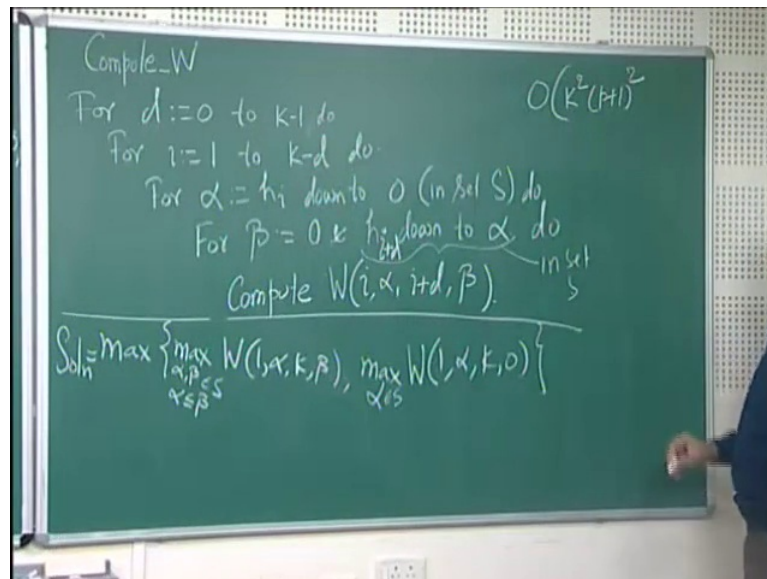 Compute_W
O(k²(k+1)²
For d := 0 to k-1 do
For i := 1 to k-d do.
For α := hᵢ down to 0 (in set S) do
For β := 0 & hᵢ₊d down to α do
in set S
Compute W(i, α, i+d, β).
Soln = max { max W(1, α, k, β), max W(1, α, k, 0) }
α, β ∈ S
α ≤ β
α ∈ S